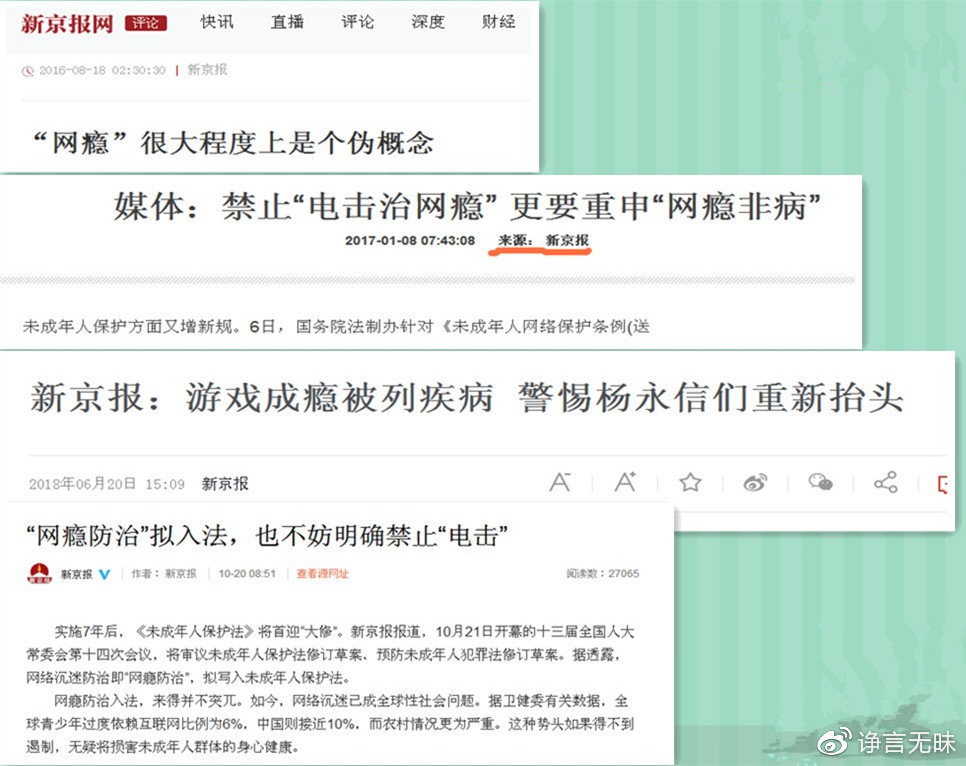 新京报网 评论 快讯 直播 评论 深度 财经
2016-08-18 02:30:30 | 新京报
“网瘾”很大程度上是个伪概念
媒体：禁止“电击治网瘾” 更要重申“网瘾非病”
2017-01-08 07:43:08 来源： 新京报
未成年人保护方面又增新规。6日，国务院法制办针对《未成年人网络保护条例(送
新京报：游戏成瘾被列疾病 警惕杨永信们重新抬头
2018年06月20日 15:09 新京报
“网瘾防治”拟入法，也不妨明确禁止“电击”
新京报 作者：新京报 10-20 08:51 查看源网址 阅读数：27065
实施7年后，《未成年人保护法》将首迎“大修”。新京报报道，10月21日开幕的十三届全国人大
常委会第十四次会议，将审议未成年人保护法修订草案、预防未成年人犯罪法修订草案。据透露，
网络沉迷防治即“网瘾防治”，拟写入未成年人保护法。
网瘾防治入法，来得并不突兀。如今，网络沉迷已成全球性社会问题。据卫健委有关数据，全
球青少年过度依赖互联网比例为6%，中国则接近10%，而农村情况更为严重。这种势头如果得不到
遏制，无疑将损害未成年人群体的身心健康。
诤言无昧